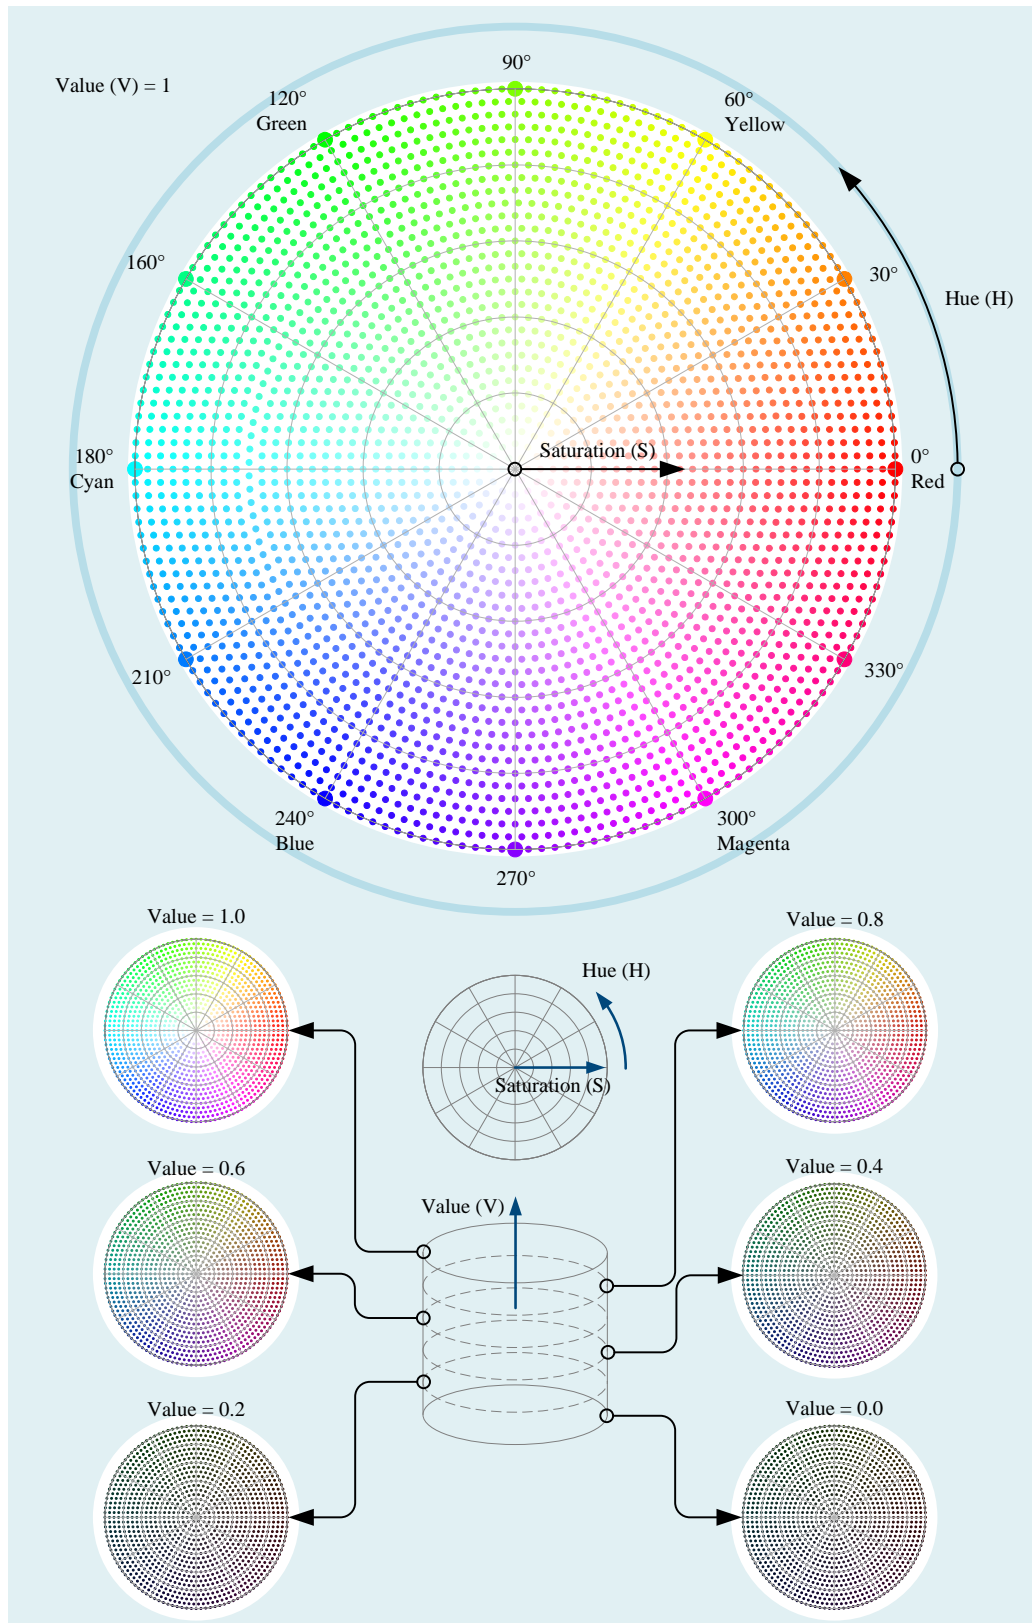 Value (V) = 1
90°
120°
Green
60°
Yellow
160°
30°
Hue (H)
180°
Cyan
Saturation (S)
0°
Red
210°
330°
240°
Blue
300°
Magenta
270°
Value = 1.0
Value = 0.8
Hue (H)
Saturation (S)
Value = 0.6
Value = 0.4
Value (V)
Value = 0.2
Value = 0.0